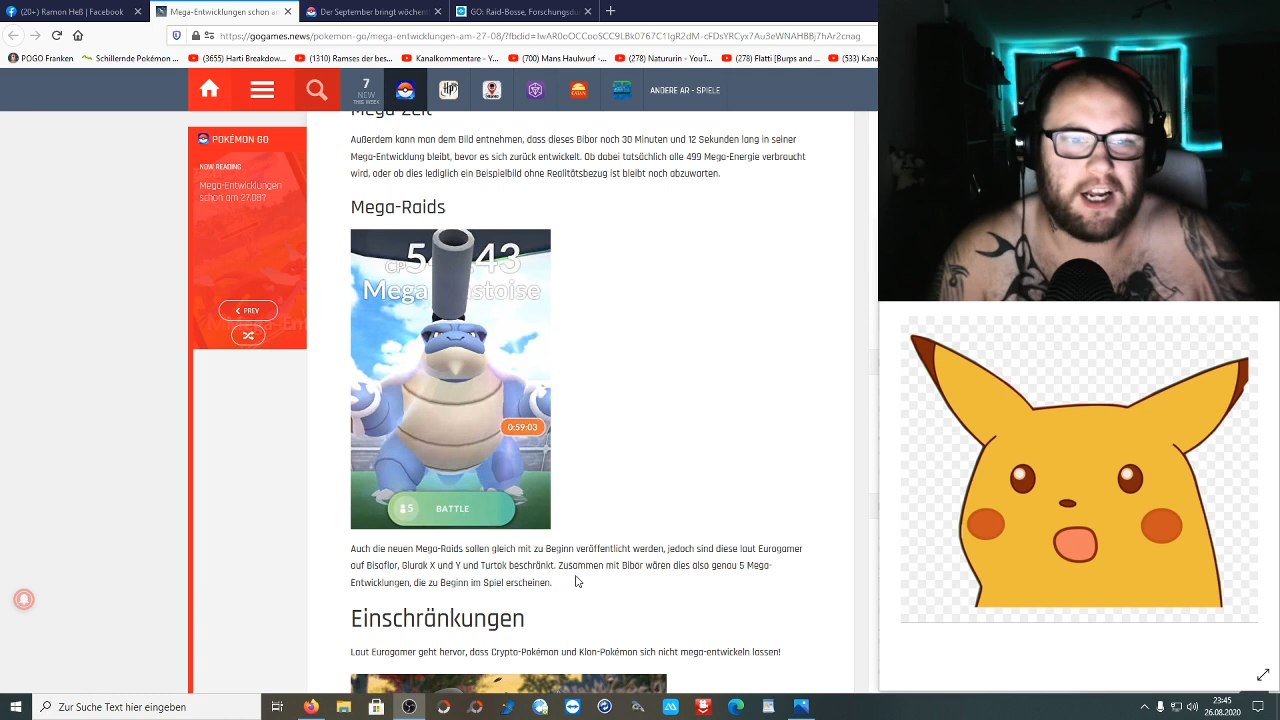 (20+) Ramon Heß | Facebook
Mega-Entwicklungen schon am
Der September bringt wöchent
GO: Raid-Bosse, Forschungsdu
https://gogames.news/pokemon-go/mega-entwicklungen-am-27-08/?fbclid=
POGO Freund
Schillernde Pokémon ...
(3655) Harti Breakdow...
(1310) Ramses der bes...
Kanalkommentare - Y...
(700) Mans Haulwurf - ...
(278) Natururin - YouT...
(278) Flatti [Burps - Y...
(533) Kana
7
NEW
THIS WEEK
ANDERE AR - SPIELE
POKÉMON GO
NOW READING
Mega-Entwicklungen
schon am 27.08?
PREV
Mega-Zeit
Außerdem kann mon dem Bild entnehmen, dass dieses Bibor noch 30 Minuten und 12 Sekunden lang in seiner
Mega-Entwicklung bleibt, bevor es sich zurück entwickelt. Ob dabei tatsächlich alle 499 Mega-Energie verbraucht
wird, oder ob dies lediglich ein Beispielbild ohne Realitätsbezug ist bleibt noch abzuwarten.
Mega-Raids
CP
Mega
0:59:03
5
BATTLE
Auch die neuen Mega-Raids sollen gleich mit zu Beginn veröffentlicht werden, jedoch sind diese laut Eurogamer
auf Bisaflor, Glurak X und Y und Turtok beschränkt. Zusammen mit Bibor wären dies also genau 5 Mega-
Entwicklungen, die zu Beginn im Spiel erscheinen.
Einschränkungen
Laut Eurogamer geht hervor, dass Crypto-Pokémon und Klon-Pokémon sich nicht mega-entwickeln lassen!
Zur Suche Text hier eingeben
23:45
26.08.2020